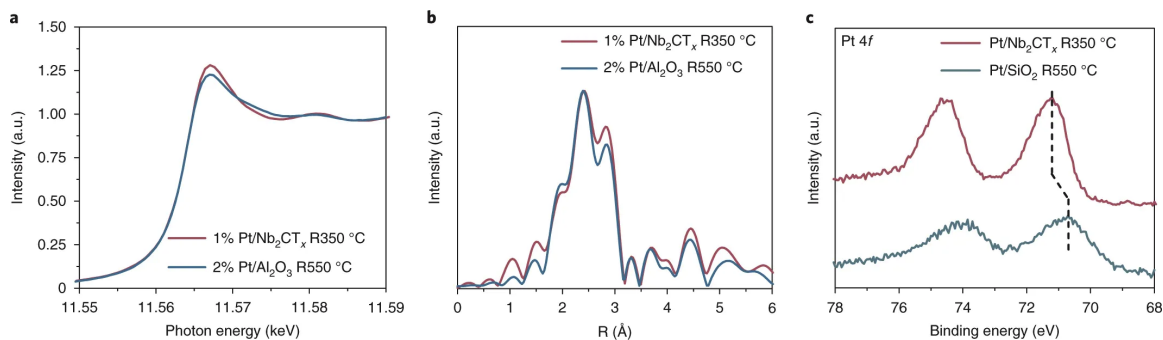 a
1.50
1.25
1.00
0.75
0.50
0.25
0
11.55
11.56
11.57
11.58
11.59
Intensity (a.u.)
Photon energy (keV)
1% Pt/Nb₂CTₓ R350 °C
2% Pt/Al₂O₃ R550 °C
b
1% Pt/Nb₂CTₓ R350 °C
2% Pt/Al₂O₃ R550 °C
Intensity (a.u.)
0
1
2
3
4
5
6
R (Å)
c
Pt 4f
Pt/Nb₂CTₓ R350 °C
Pt/SiO₂ R550 °C
Intensity (a.u.)
78
76
74
72
70
68
Binding energy (eV)